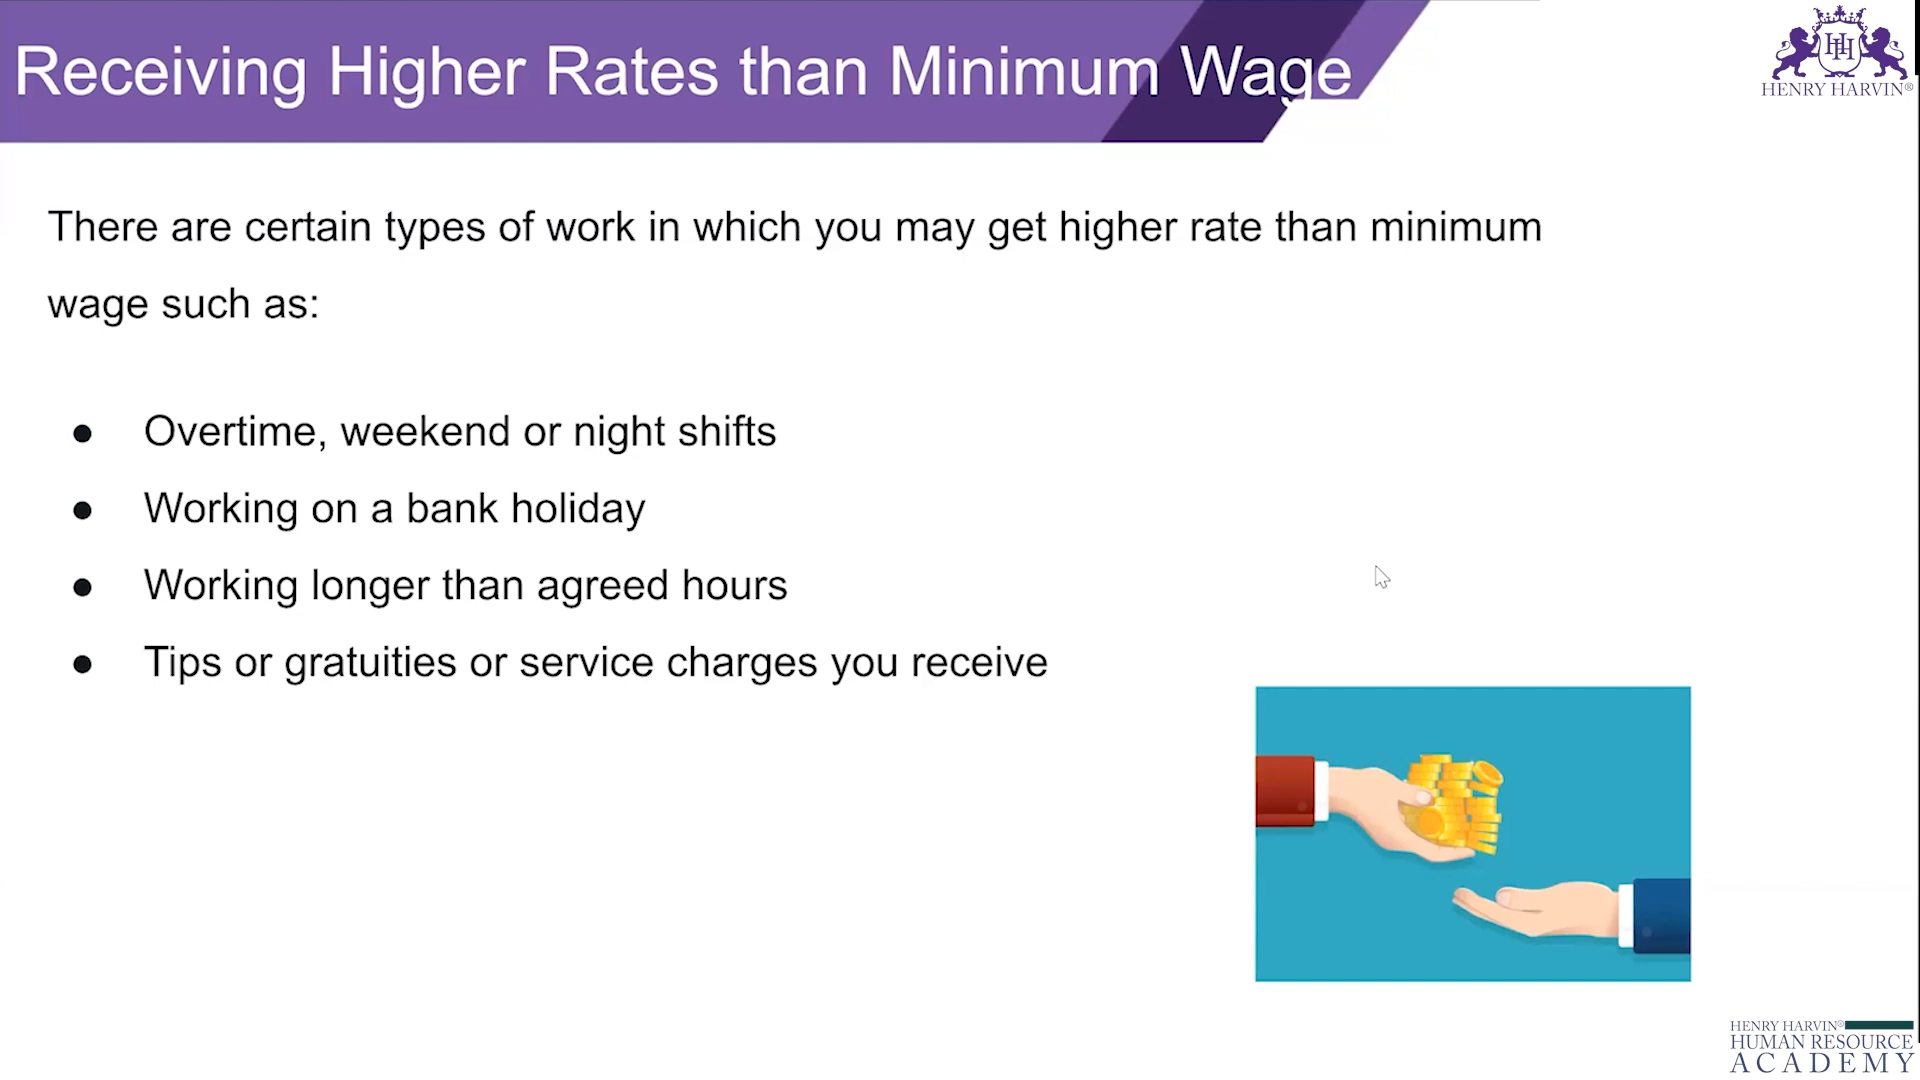 Receiving Higher Rates than Minimum Wage
HENRY HARVIN®
There are certain types of work in which you may get higher rate than minimum
wage such as:
● Overtime, weekend or night shifts
● Working on a bank holiday
● Working longer than agreed hours
● Tips or gratuities or service charges you receive
HENRY HARVIN®
HUMAN RESOURCE
ACADEMY